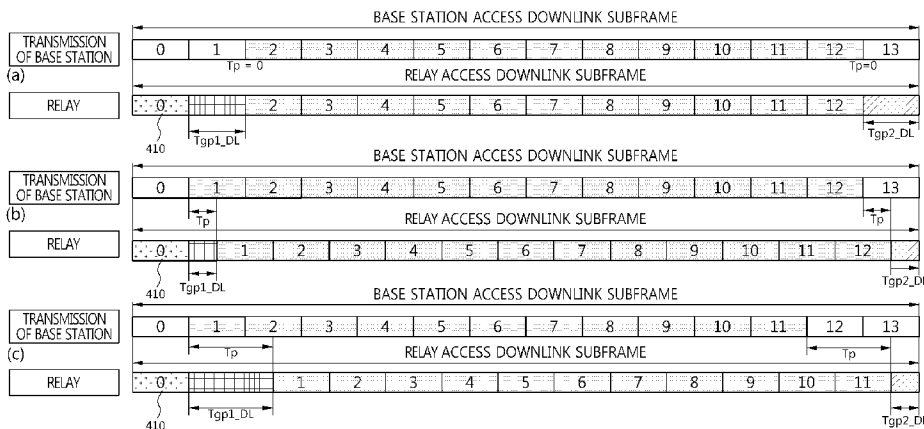 BASE STATION ACCESS DOWNLINK SUBFRAME
TRANSMISSION
OF BASE STATION
0 1 2 3 4 5 6 7 8 9 10 11 12 13
(a)
Tp = 0
Tp=0
RELAY ACCESS DOWNLINK SUBFRAME
RELAY
0 2 3 4 5 6 7 8 9 10 11 12
410
Tgp1_DL
Tgp2_DL
BASE STATION ACCESS DOWNLINK SUBFRAME
TRANSMISSION
OF BASE STATION
0 1 2 3 4 5 6 7 8 9 10 11 12 13
(b)
Tp
Tp
RELAY ACCESS DOWNLINK SUBFRAME
RELAY
0 1 2 3 4 5 6 7 8 9 10 11 12
410
Tgp1_DL
Tgp2_DL
BASE STATION ACCESS DOWNLINK SUBFRAME
TRANSMISSION
OF BASE STATION
0 1 2 3 4 5 6 7 8 9 10 11 12 13
(c)
Tp
RELAY ACCESS DOWNLINK SUBFRAME
Tp
RELAY
0 1 2 3 4 5 6 7 8 9 10 11
410
Tgp1_DL
Tgp2_DL